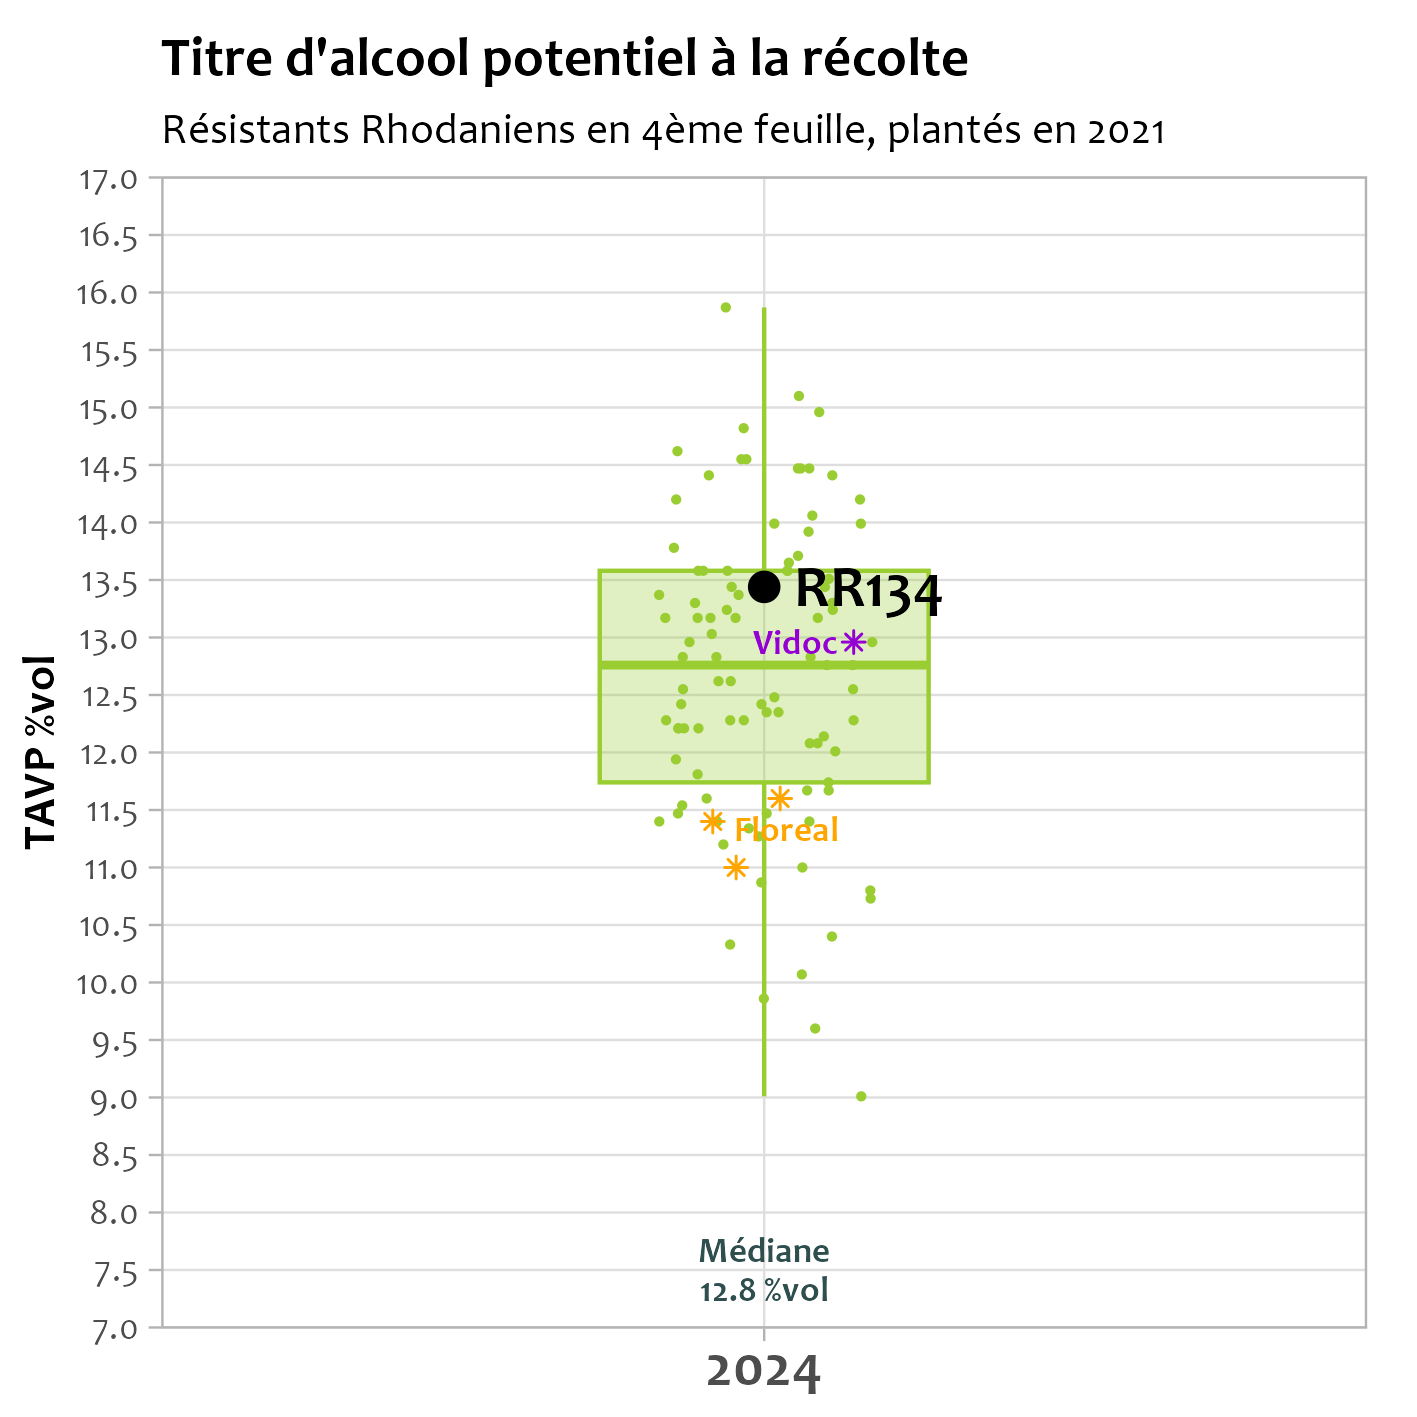 Titre d'alcool potentiel à la récolte
Résistants Rhodaniens en 4ème feuille, plantés en 2021
TAVP %vol
17.0
16.5
16.0
15.5
15.0
14.5
14.0
13.5
13.0
12.5
12.0
11.5
11.0
10.5
10.0
9.5
9.0
8.5
8.0
7.5
7.0
RR134
Vidoc
Floreal
Médiane
12.8 %vol
2024